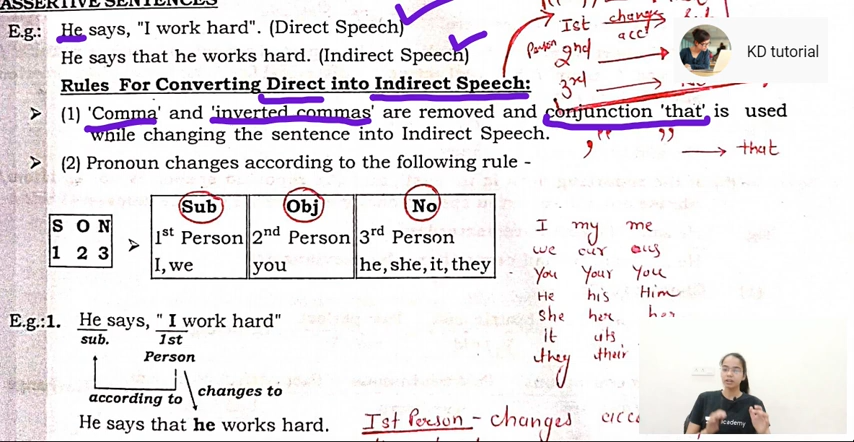 ASSERTIVE SENTENCES
E.g.: He says, "I work hard". (Direct Speech)
He says that he works hard. (Indirect Speech)
Rules For Converting Direct into Indirect Speech:
(1) 'Comma' and 'inverted commas' are removed and conjunction 'that' is used
while changing the sentence into Indirect Speech.
(2) Pronoun changes according to the following rule -
Ist changes
acc
Person 2nd
3rd
KD tutorial
, " " that
S O N
1 2 3
Sub Obj No
1st Person 2nd Person 3rd Person
I, we you he, she, it, they
I my me
we our
You Your You
He his Him
She her her
it its
they their
E.g.:1. He says, "I work hard"
sub. 1st
Person
according to changes to
He says that he works hard.
Ist Person - changes acc
academy